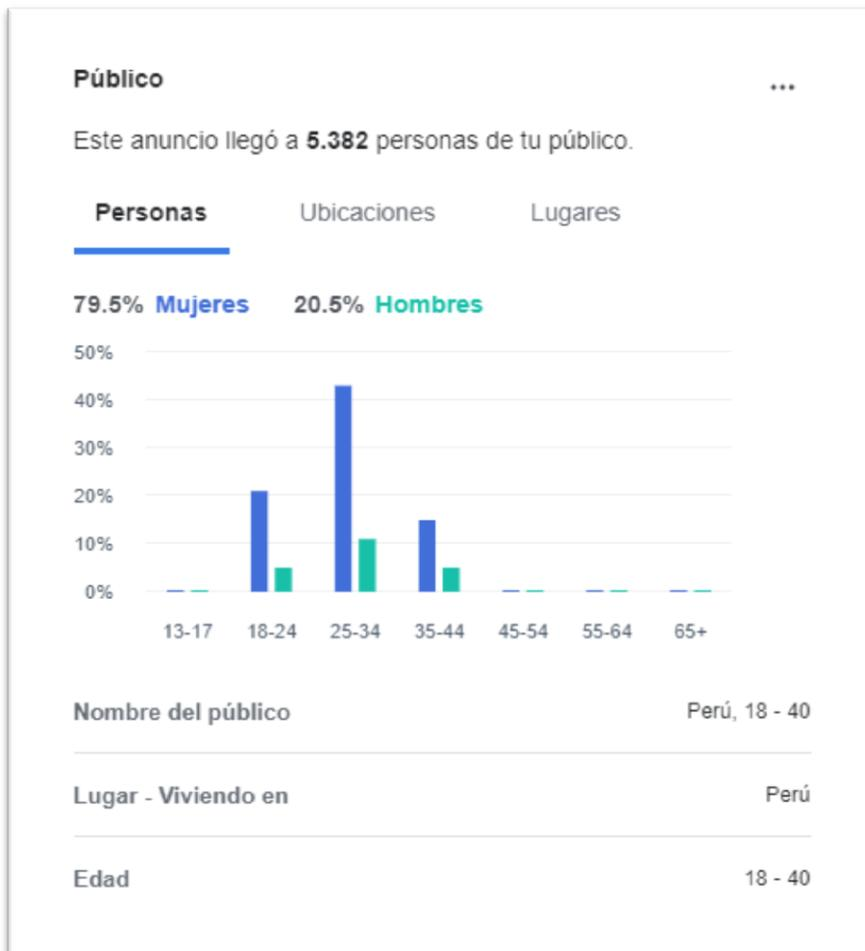 Público
...
Este anuncio llegó a 5.382 personas de tu público.
Personas Ubicaciones Lugares
79.5% Mujeres 20.5% Hombres
50%
40%
30%
20%
10%
0%
13-17 18-24 25-34 35-44 45-54 55-64 65+
Nombre del público Perú, 18 - 40
Lugar - Viviendo en Perú
Edad 18 - 40